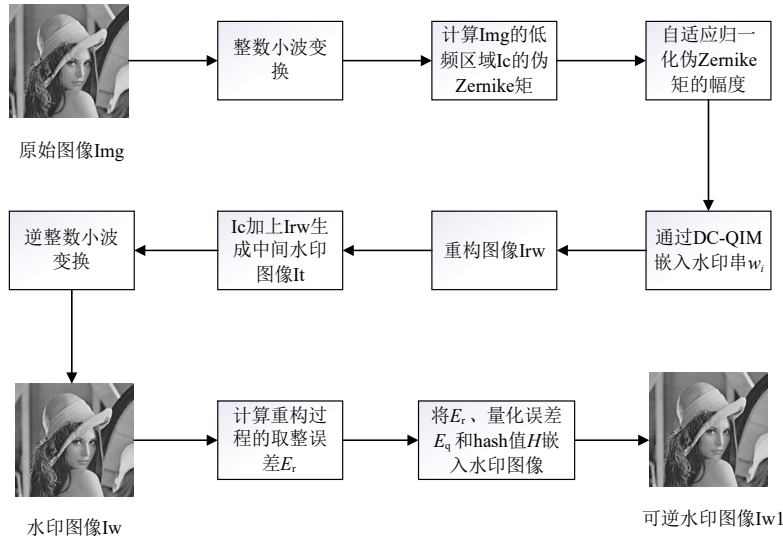 整数小波变
换
计算Img的低
频区域Ic的伪
Zernike矩
自适应归一
化伪Zernike
矩的幅度
原始图像Img
逆整数小波
变换
Ic加上Irw生
成中间水印
图像It
重构图像Irw
通过DC-QIM
嵌入水印串wi
计算重构过
程的取整误
差Er
将Er、量化误差
Eq和hash值H嵌
入水印图像
水印图像Iw
可逆水印图像Iw1